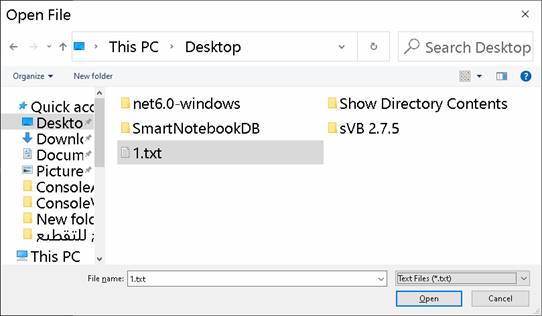 Open File
This PC > Desktop
Search Desktop
Organize
New folder
Quick acc
Deskto
Downl
Docum
Picture
ConsoleA
ConsoleV
New fold
للتقطيع
This PC
net6.0-windows
Show Directory Contents
SmartNotebookDB
sVB 2.7.5
1.txt
File name:
1.txt
Text Files (*.txt)
Open
Cancel